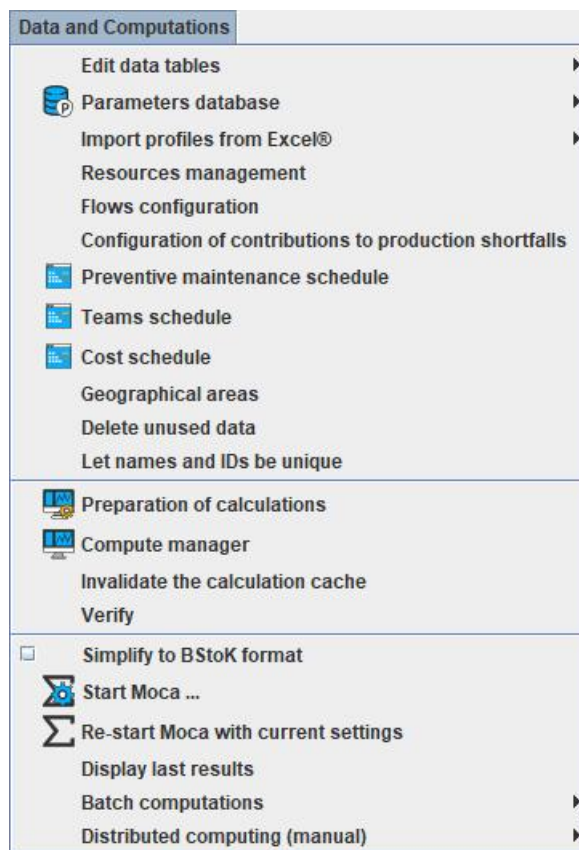 Data and Computations
Edit data tables
Parameters database
Import profiles from Excel®
Resources management
Flows configuration
Configuration of contributions to production shortfalls
Preventive maintenance schedule
Teams schedule
Cost schedule
Geographical areas
Delete unused data
Let names and IDs be unique
Preparation of calculations
Compute manager
Invalidate the calculation cache
Verify
Simplify to BStoK format
Start Moca ...
Re-start Moca with current settings
Display last results
Batch computations
Distributed computing (manual)